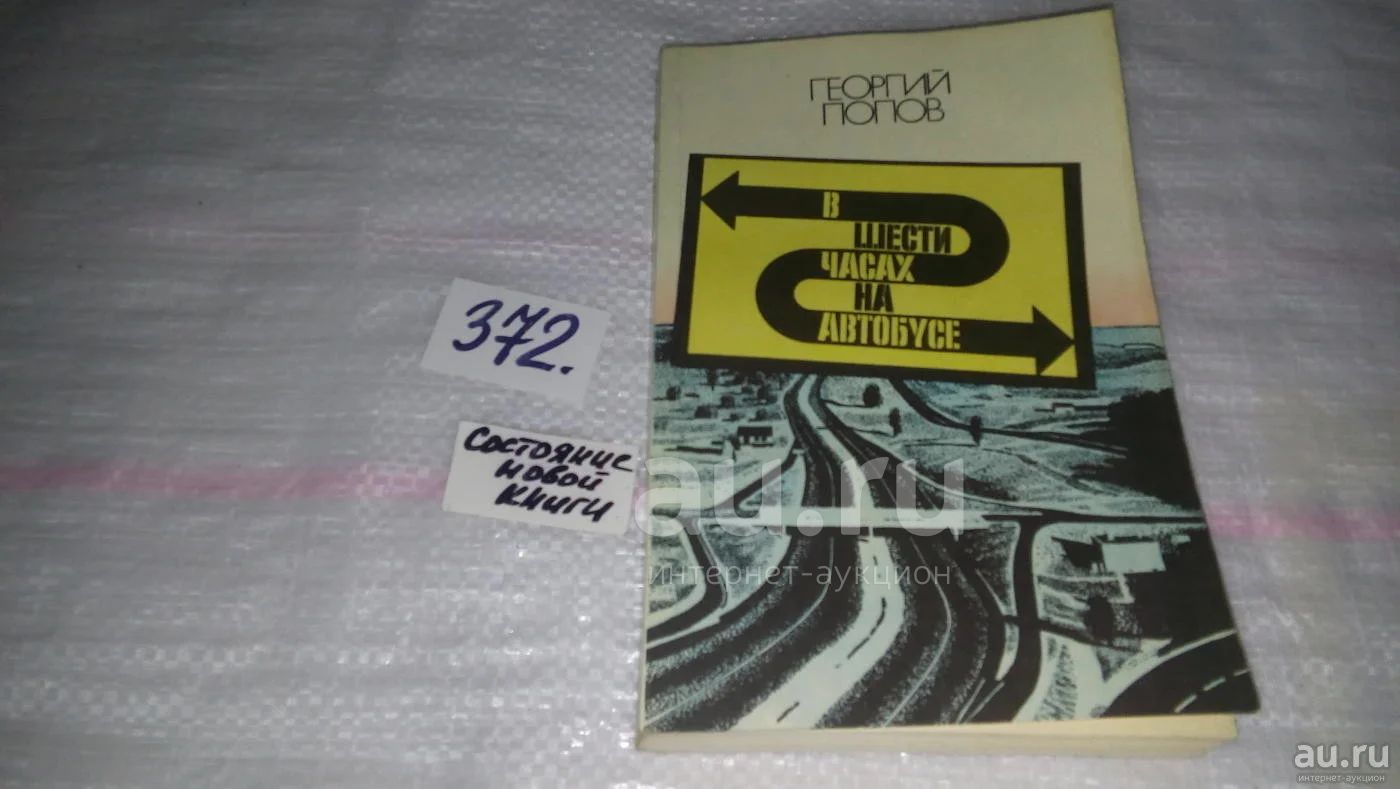 ГЕОРГИЙ
ПОПОВ
В
ШЕСТИ
ЧАСАХ
НА
АВТОБУСЕ
372.
Состояние
новой
книги
au.ru
интернет-аукцион
au.ru
интернет-аукцион